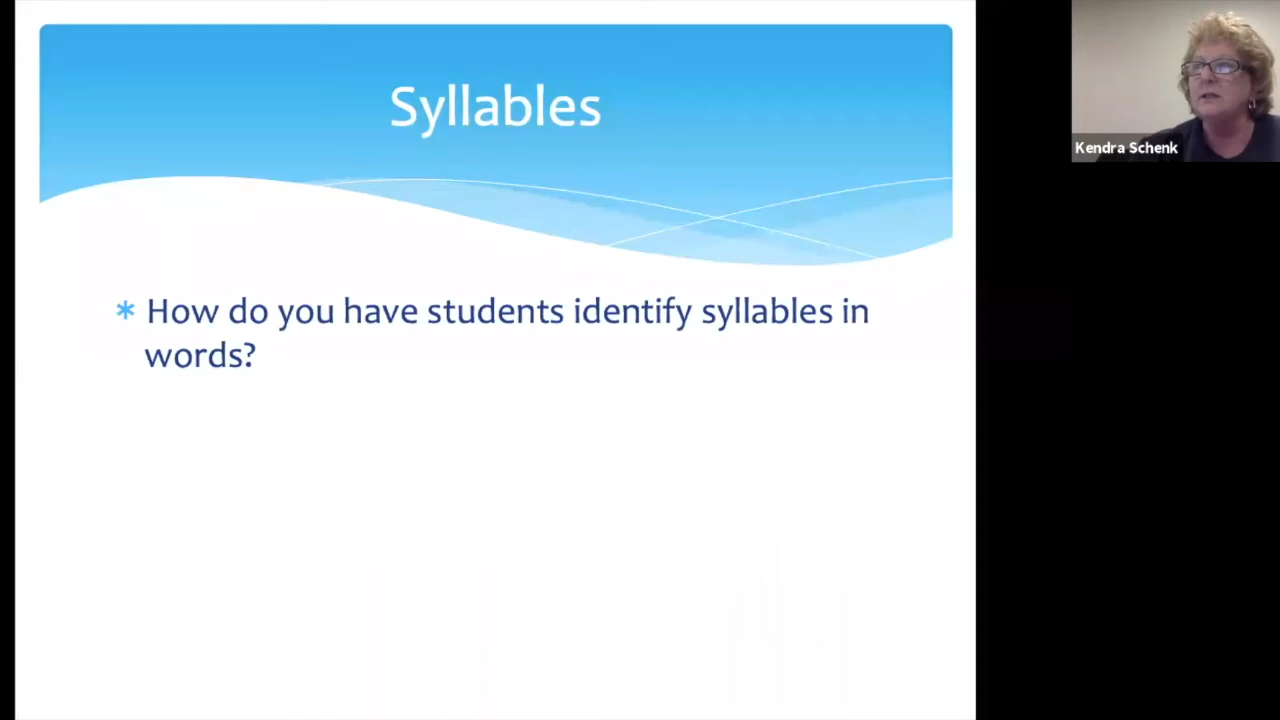 Syllables
* How do you have students identify syllables in
words?
Kendra Schenk